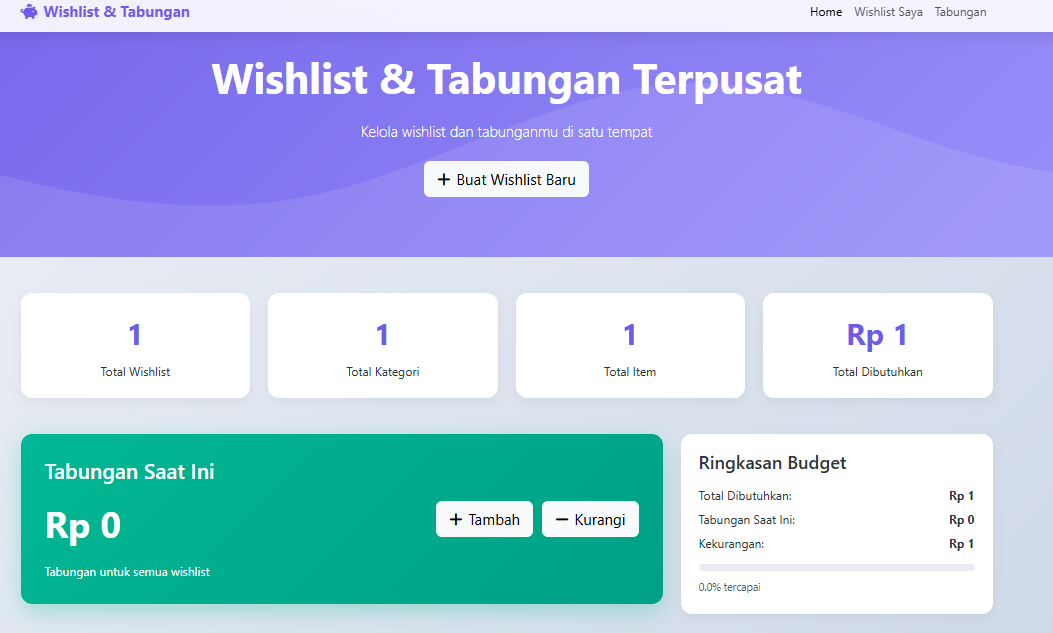 Wishlist & Tabungan
Home Wishlist Saya Tabungan
Wishlist & Tabungan Terpusat
Kelola wishlist dan tabunganmu di satu tempat
+ Buat Wishlist Baru
1
Total Wishlist
1
Total Kategori
1
Total Item
Rp 1
Total Dibutuhkan
Tabungan Saat Ini
Rp 0
+ Tambah
− Kurangi
Tabungan untuk semua wishlist
Ringkasan Budget
Total Dibutuhkan: Rp 1
Tabungan Saat Ini: Rp 0
Kekurangan: Rp 1
0.0% tercapai